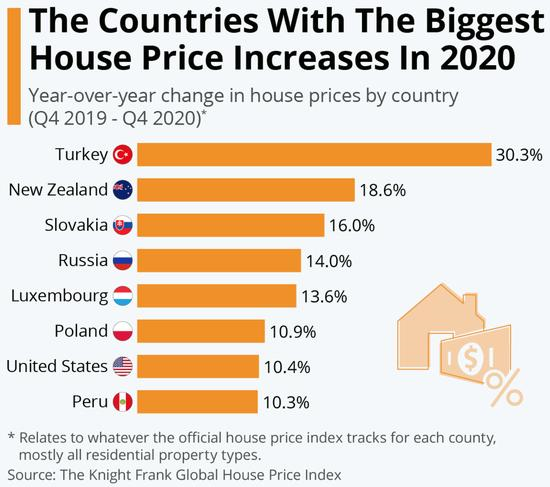 The Countries With The Biggest
House Price Increases In 2020
Year-over-year change in house prices by country
(Q4 2019 - Q4 2020)*
Turkey 30.3%
New Zealand 18.6%
Slovakia 16.0%
Russia 14.0%
Luxembourg 13.6%
Poland 10.9%
United States 10.4%
Peru 10.3%
$
%
* Relates to whatever the official house price index tracks for each county,
mostly all residential property types.
Source: The Knight Frank Global House Price Index